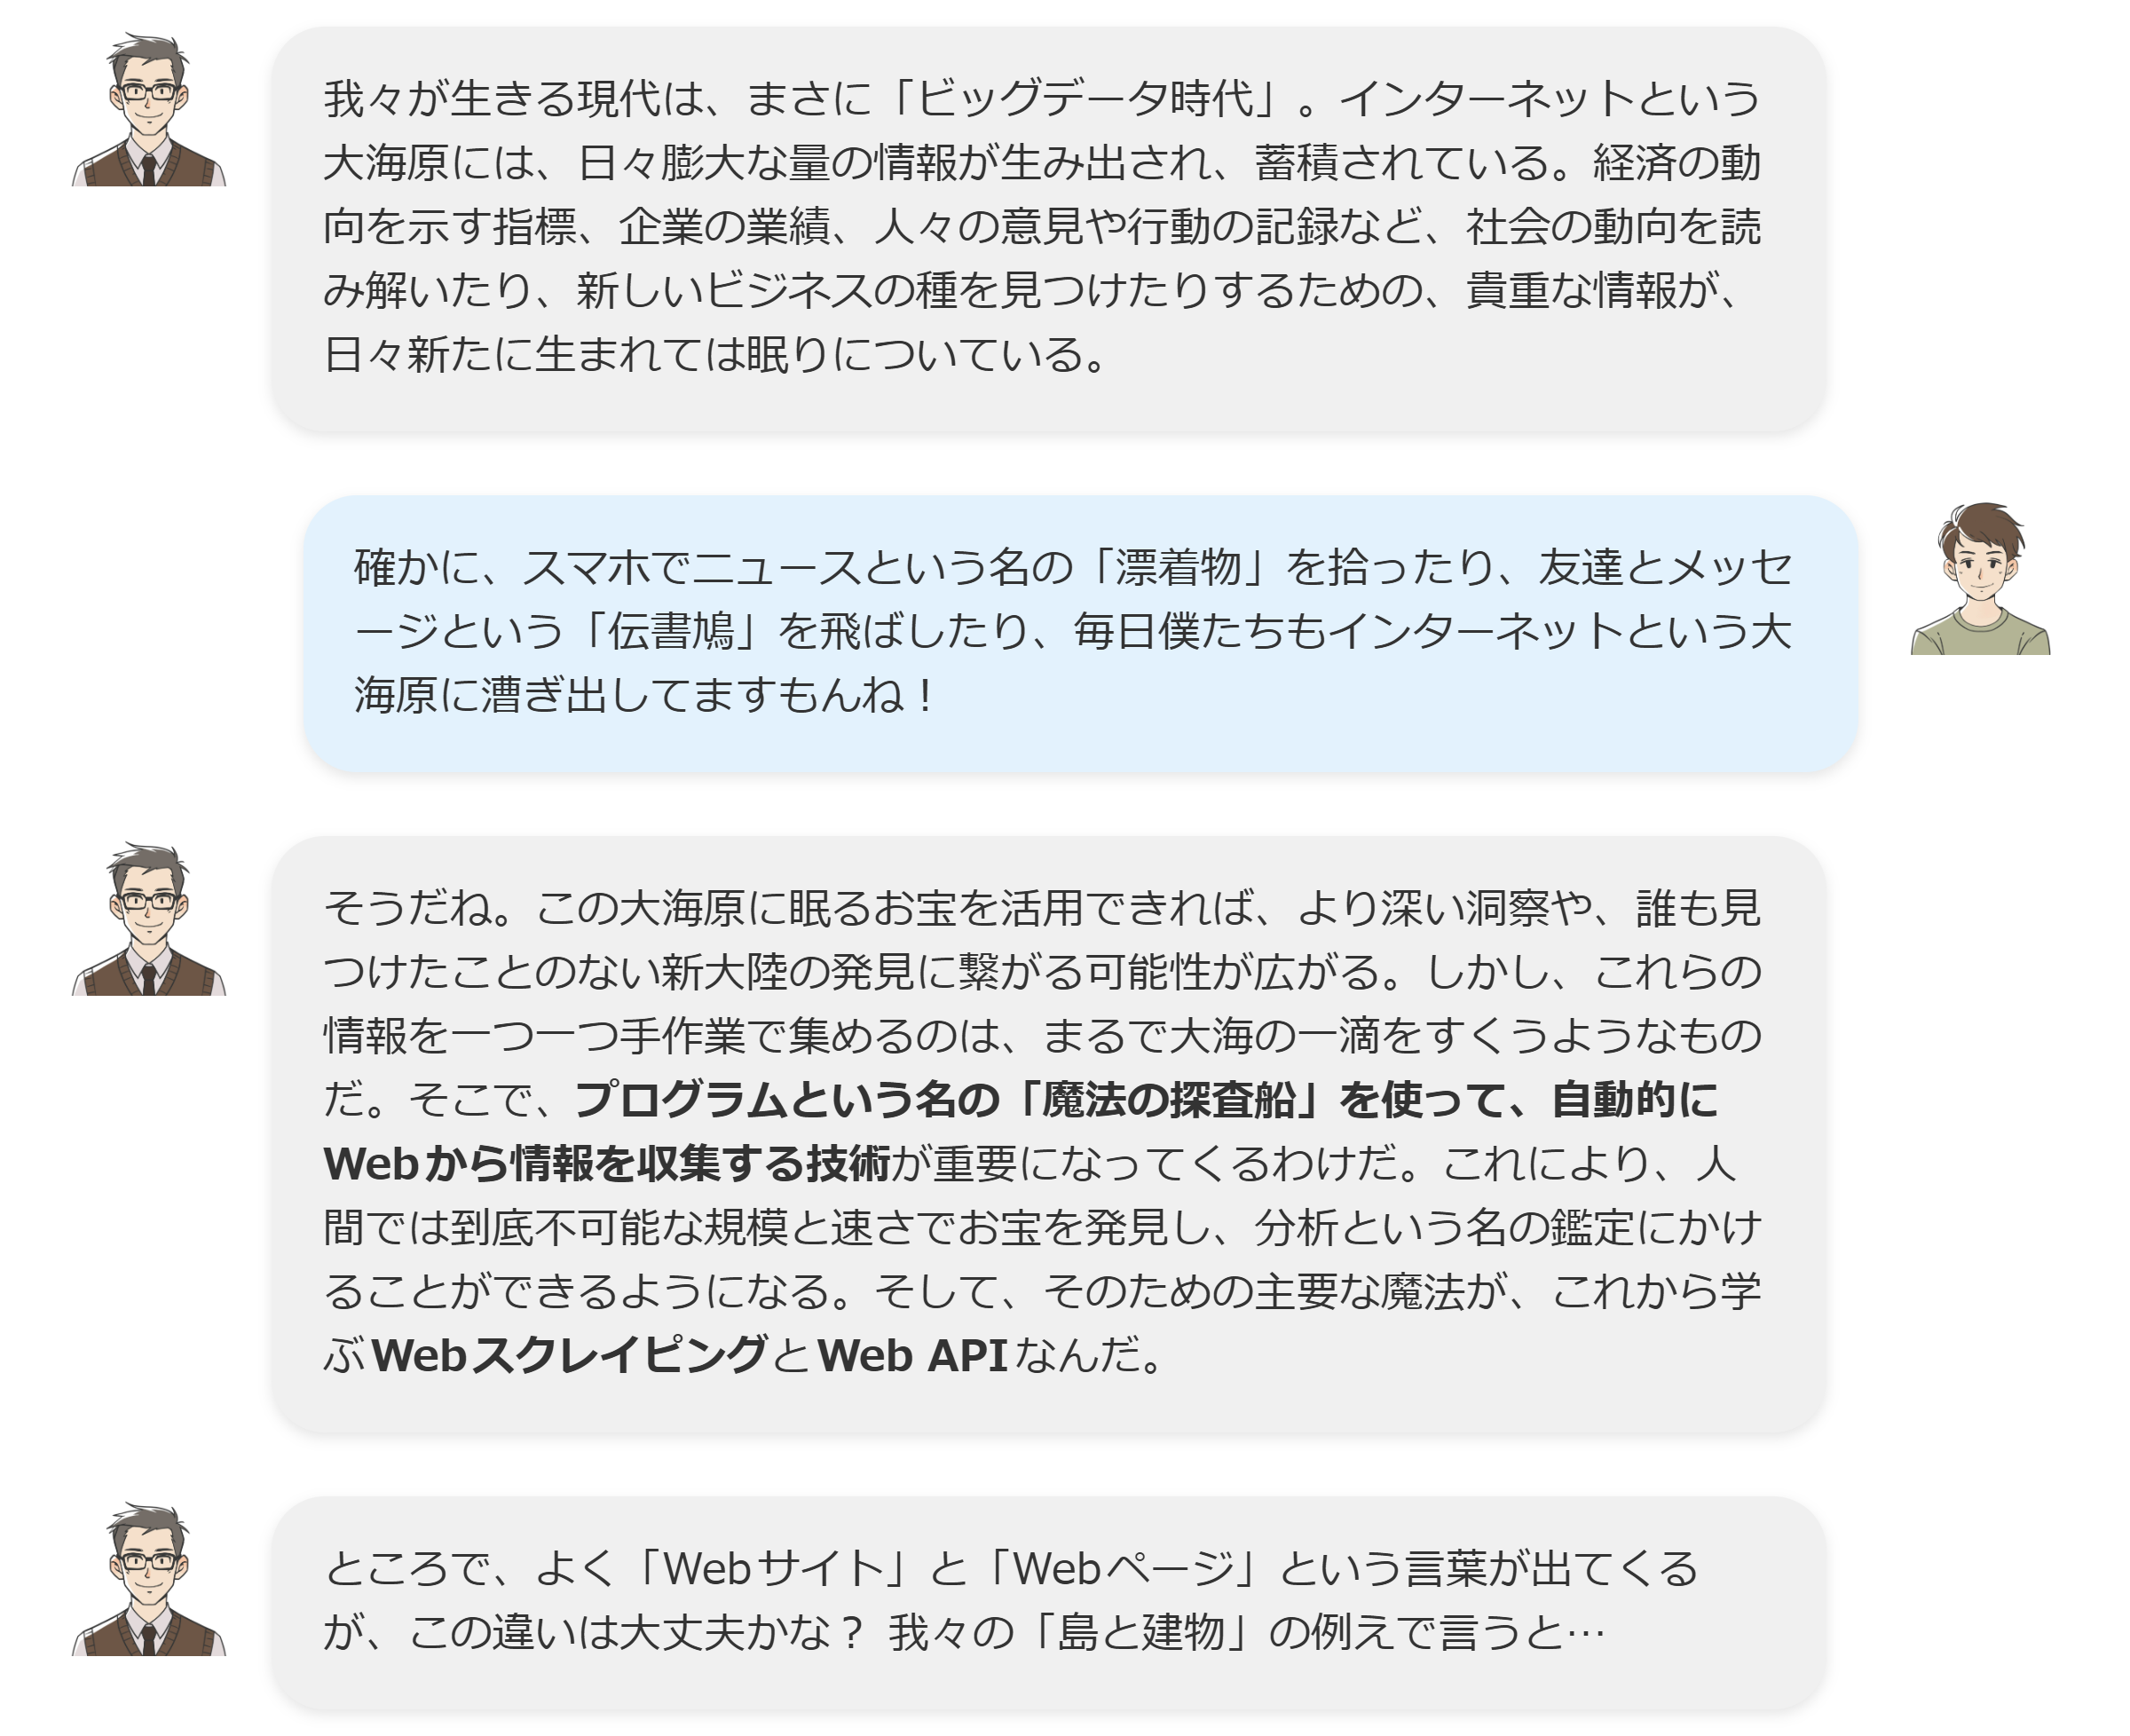 我々が生きる現代は、まさに「ビッグデータ時代」。インターネットという
大海原には、日々膨大な量の情報が生み出され、蓄積されている。経済の動
向を示す指標、企業の業績、人々の意見や行動の記録など、社会の動向を読
み解いたり、新しいビジネスの種を見つけたりするための、貴重な情報が、
日々新たに生まれては眠りについている。
確かに、スマホでニュースという名の「漂着物」を拾ったり、友達とメッセ
ージという「伝書鳩」を飛ばしたり、毎日僕たちもインターネットという大
海原に漕ぎ出してますもんね！
そうだね。この大海原に眠るお宝を活用できれば、より深い洞察や、誰も見
つけたことのない新大陸の発見に繋がる可能性が広がる。しかし、これらの
情報を一つ一つ手作業で集めるのは、まるで大海の一滴をすくうようなもの
だ。そこで、プログラムという名の「魔法の探査船」を使って、自動的に
Webから情報を収集する技術が重要になってくるわけだ。これにより、人
間では到底不可能な規模と速さでお宝を発見し、分析という名の鑑定にかけ
ることができるようになる。そして、そのための主要な魔法が、これから学
ぶWebスクレイピングとWeb APIなんだ。
ところで、よく「Webサイト」と「Webページ」という言葉が出てくる
が、この違いは大丈夫かな？ 我々の「島と建物」の例えで言うと…